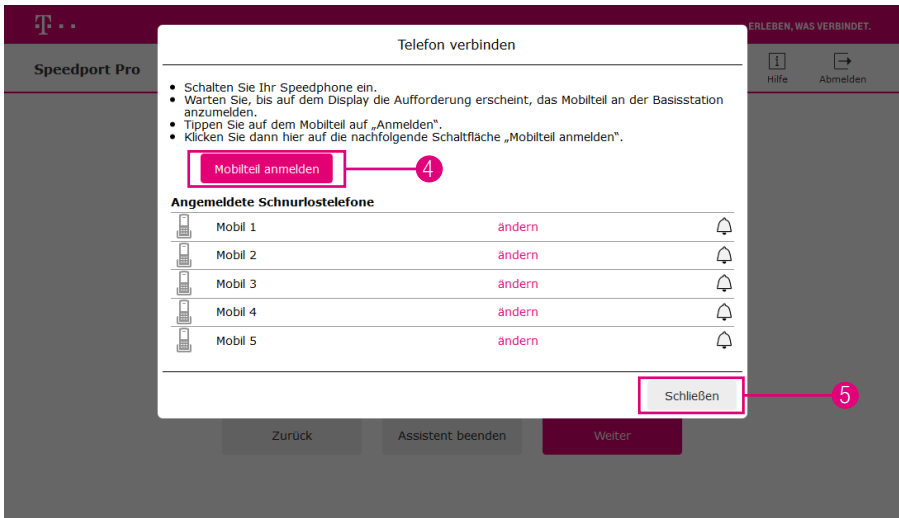 T
ERLEBEN, WAS VERBINDET.
Telefon verbinden
Speedport Pro
i
Hilfe
Abmelden
• Schalten Sie Ihr Speedphone ein.
• Warten Sie, bis auf dem Display die Aufforderung erscheint, das Mobilteil an der Basisstation
anzumelden.
• Tippen Sie auf dem Mobilteil auf „Anmelden“.
• Klicken Sie dann hier auf die nachfolgende Schaltfläche „Mobilteil anmelden“.
Mobilteil anmelden
4
Angemeldete Schnurlostelefone
Mobil 1 ändern
Mobil 2 ändern
Mobil 3 ändern
Mobil 4 ändern
Mobil 5 ändern
Schließen
5
Zurück
Assistent beenden
Weiter